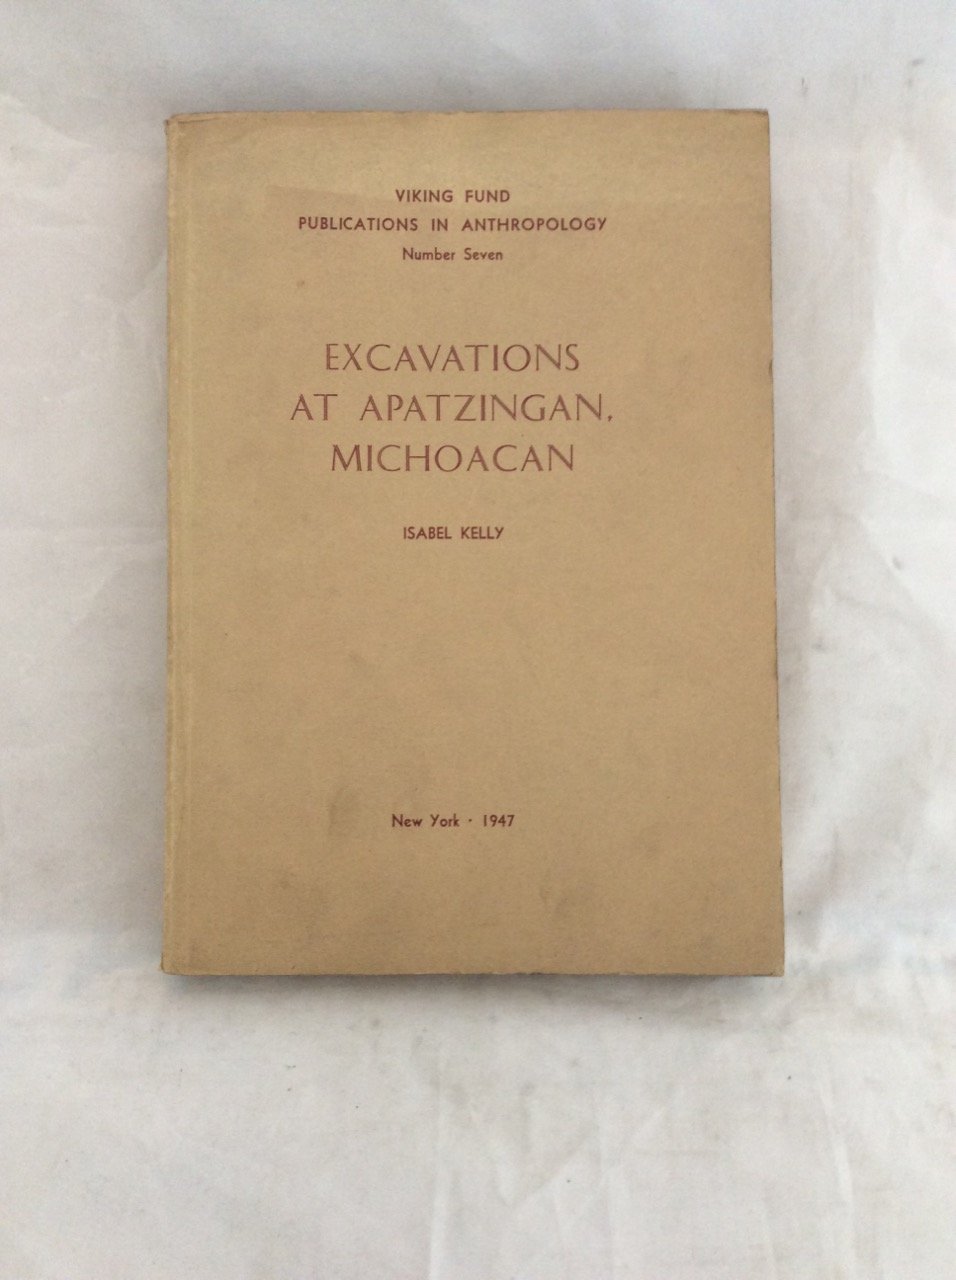 VIKING FUND
PUBLICATIONS IN ANTHROPOLOGY
Number Seven
EXCAVATIONS
AT APATZINGAN,
MICHOACAN
ISABEL KELLY
New York · 1947